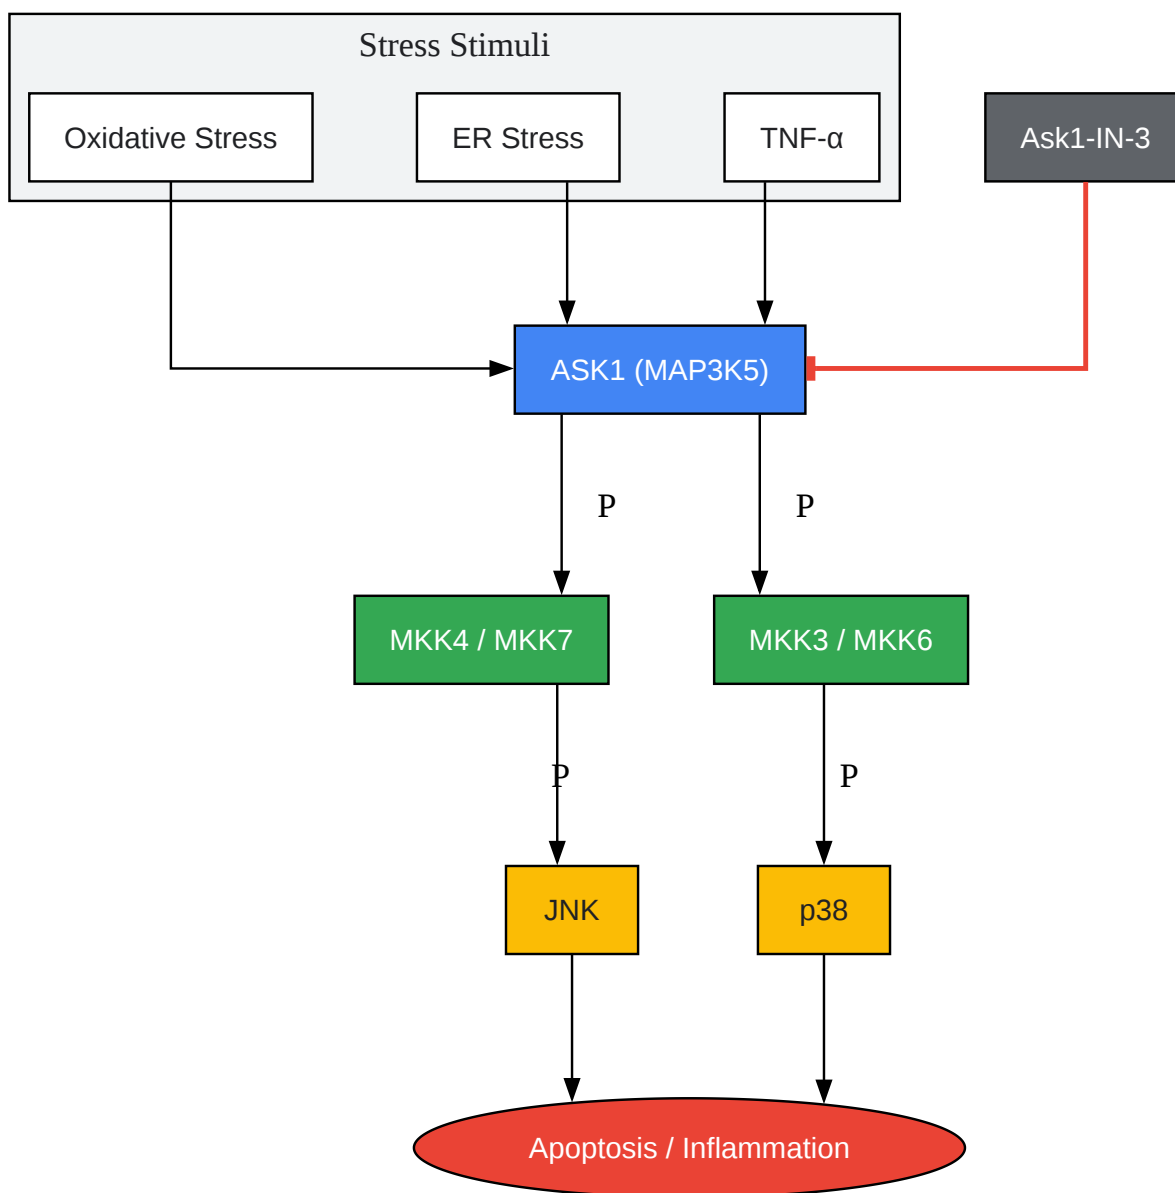 Stress Stimuli
Oxidative Stress
ER Stress
TNF-α
Ask1-IN-3
ASK1 (MAP3K5)
P
P
MKK4 / MKK7
MKK3 / MKK6
P
P
JNK
p38
Apoptosis / Inflammation